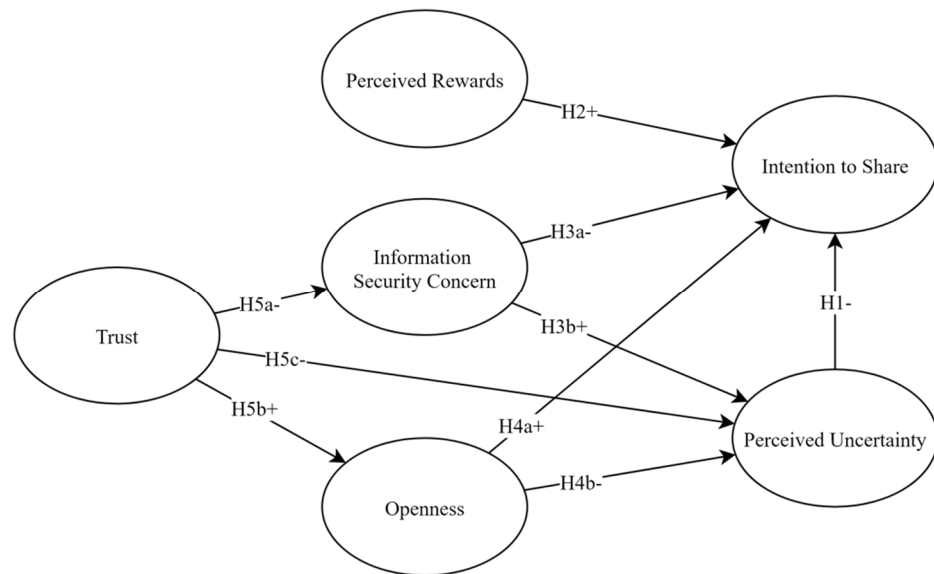 Perceived Rewards
H2+
Intention to Share
H3a-
Information
Security Concern
H5a-
H1-
H3b+
Trust
H5c-
H5b+
H4a+
Perceived Uncertainty
H4b-
Openness